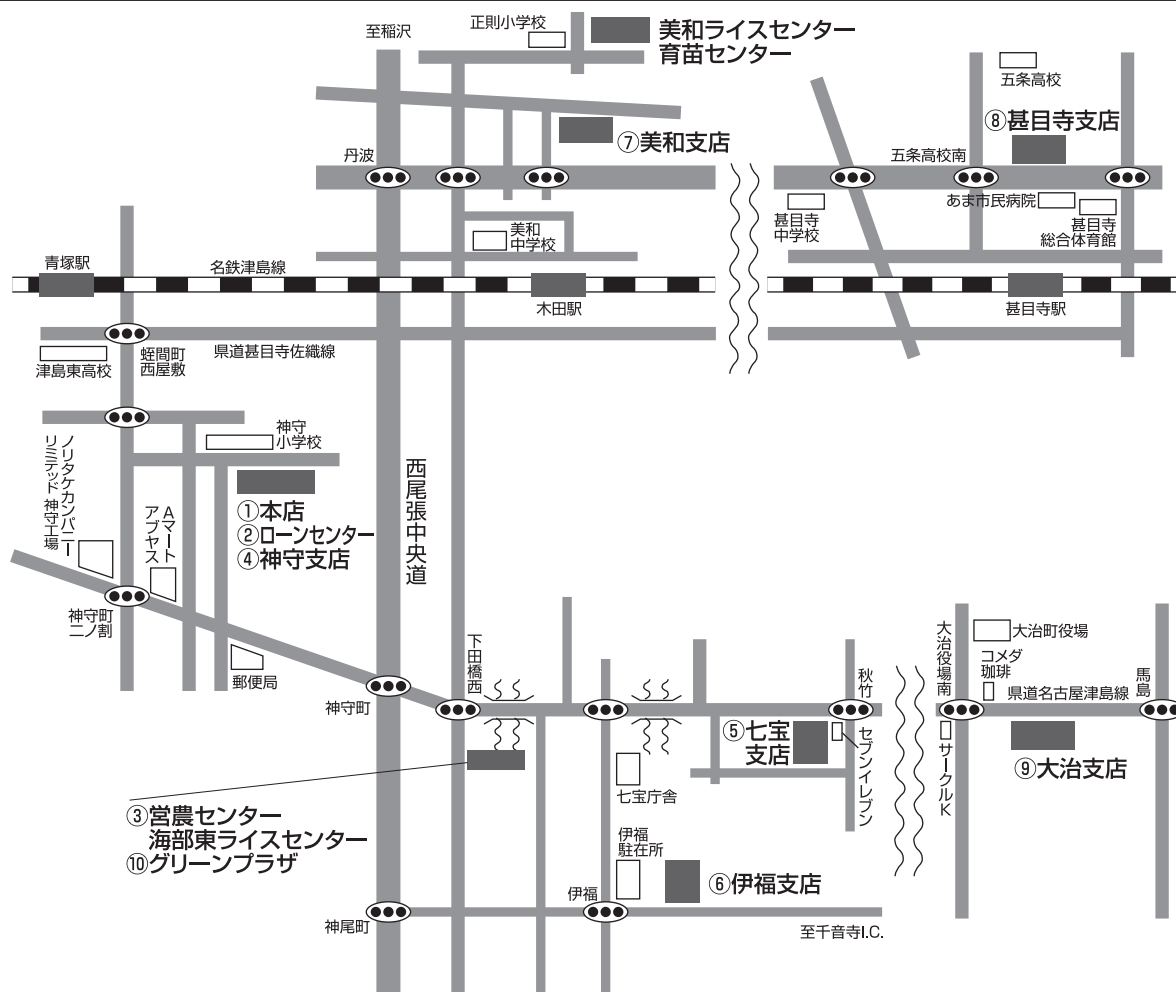 至稲沢
正則小学校
美和ライスセンター
育苗センター
五条高校
⑧甚目寺支店
⑦美和支店
丹波
五条高校南
あま市民病院
甚目寺
総合体育館
甚目寺
中学校
美和
中学校
青塚駅
名鉄津島線
木田駅
甚目寺駅
津島東高校
蛭間町
西屋敷
県道甚目寺佐織線
神守
小学校
ノリタケカンパニー
リミテッド 神守工場
Aマート
アブヤス
①本店
②ローンセンター
④神守支店
西尾張中央道
神守町
二ノ割
郵便局
神守町
下田橋西
秋竹
大治役場南
大治町役場
コメダ
珈琲
県道名古屋津島線
馬島
⑤七宝
支店
セブンイレブン
サークルK
⑨大治支店
七宝庁舎
③営農センター
海部東ライスセンター
⑩グリーンプラザ
伊福
駐在所
⑥伊福支店
伊福
神尾町
至千音寺I.C.